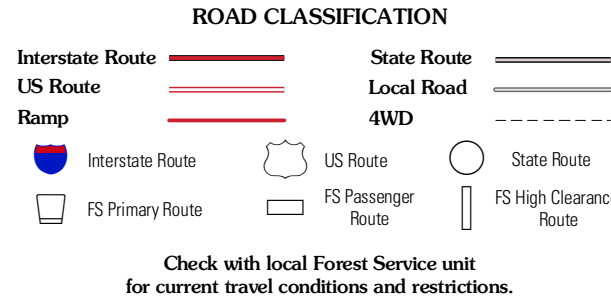 ROAD CLASSIFICATION
Interstate Route
State Route
US Route
Local Road
Ramp
4WD
Interstate Route
US Route
State Route
FS Primary Route
FS Passenger
Route
FS High Clearance
Route
Check with local Forest Service unit
for current travel conditions and restrictions.